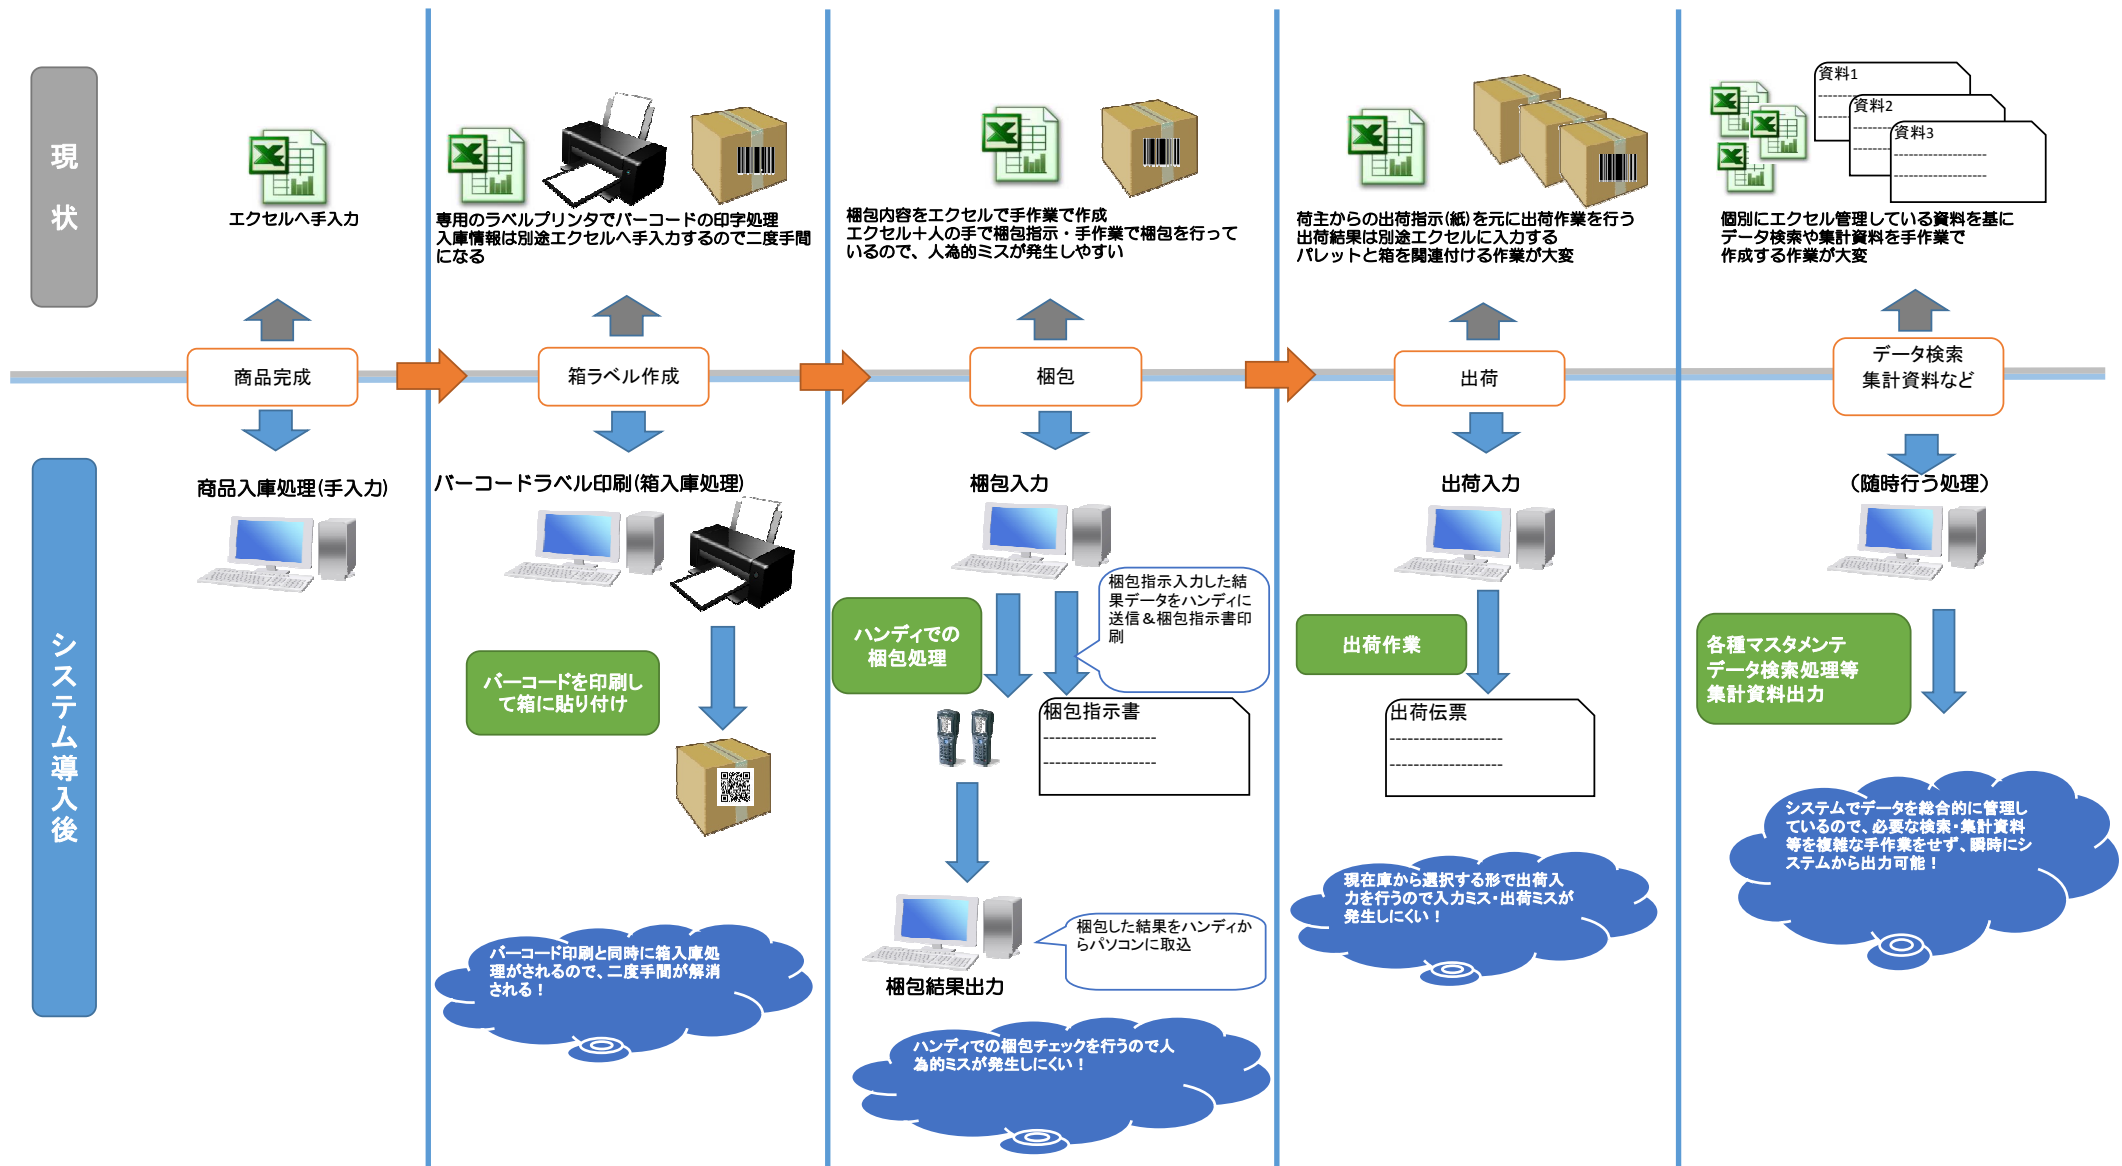 現
状
エクセルへ手入力
専用のラベルプリンタでバーコードの印字処理
入庫情報は別途エクセルへ手入力するので二度手間
になる
梱包内容をエクセルで手作業で作成
エクセル＋人の手で梱包指示・手作業で梱包を行って
いるので、人為的ミスが発生しやすい
荷主からの出荷指示(紙)を元に出荷作業を行う
出荷結果は別途エクセルに入力する
パレットと箱を関連付ける作業が大変
資料1
資料2
資料3
個別にエクセル管理している資料を基に
データ検索や集計資料を手作業で
作成する作業が大変
商品完成
箱ラベル作成
梱包
出荷
データ検索
集計資料など
システム導入後
商品入庫処理(手入力)
バーコードラベル印刷(箱入庫処理)
バーコードを印刷し
て箱に貼り付け
バーコード印刷と同時に箱入庫処
理がされるので、二度手間が解消
される！
梱包入力
梱包指示入力した結
果データをハンディに
送信＆梱包指示書印
刷
ハンディでの
梱包処理
梱包指示書
--------------------
--------------------
梱包した結果をハンディか
らパソコンに取込
梱包結果出力
ハンディでの梱包チェックを行うので人
為的ミスが発生しにくい！
出荷入力
出荷作業
出荷伝票
--------------------
--------------------
現在庫から選択する形で出荷入
力を行うので入力ミス・出荷ミスが
発生しにくい！
（随時行う処理）
各種マスタメンテ
データ検索処理等
集計資料出力
システムでデータを総合的に管理し
ているので、必要な検索・集計資料
等を複雑な手作業をせず、瞬時にシ
ステムから出力可能！